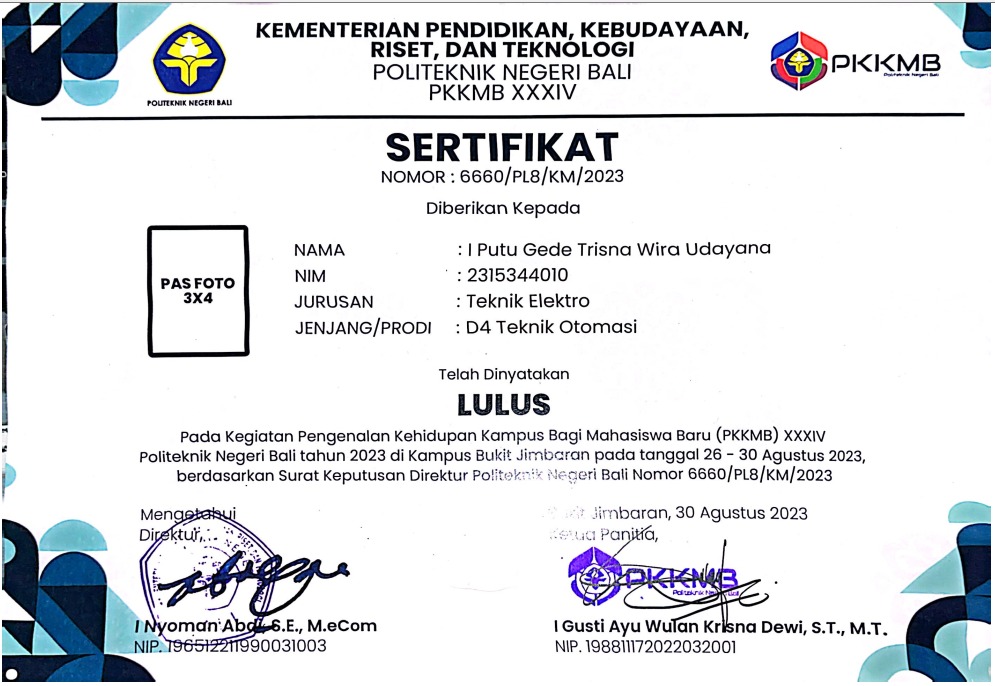 KEMENTERIAN PENDIDIKAN, KEBUDAYAAN,
RISET, DAN TEKNOLOGI
POLITEKNIK NEGERI BALI
PKKMB XXXIV
POLITEKNIK NEGERI BALI
PKKMB
Politeknik Negeri Bali
SERTIFIKAT
NOMOR : 6660/PL8/KM/2023
Diberikan Kepada
PAS FOTO
3X4
NAMA : I Putu Gede Trisna Wira Udayana
NIM : 2315344010
JURUSAN : Teknik Elektro
JENJANG/PRODI : D4 Teknik Otomasi
Telah Dinyatakan
LULUS
Pada Kegiatan Pengenalan Kehidupan Kampus Bagi Mahasiswa Baru (PKKMB) XXXIV
Politeknik Negeri Bali tahun 2023 di Kampus Bukit Jimbaran pada tanggal 26 - 30 Agustus 2023,
berdasarkan Surat Keputusan Direktur Politeknik Negeri Bali Nomor 6660/PL8/KM/2023
Mengetahui
Direktur,
I Nyoman Abdi, S.E., M.eCom
NIP. 196512211990031003
Bukit Jimbaran, 30 Agustus 2023
Ketua Panitia,
PKKMB
Politeknik Negeri Bali
I Gusti Ayu Wulan Krisna Dewi, S.T., M.T.
NIP. 198811172022032001